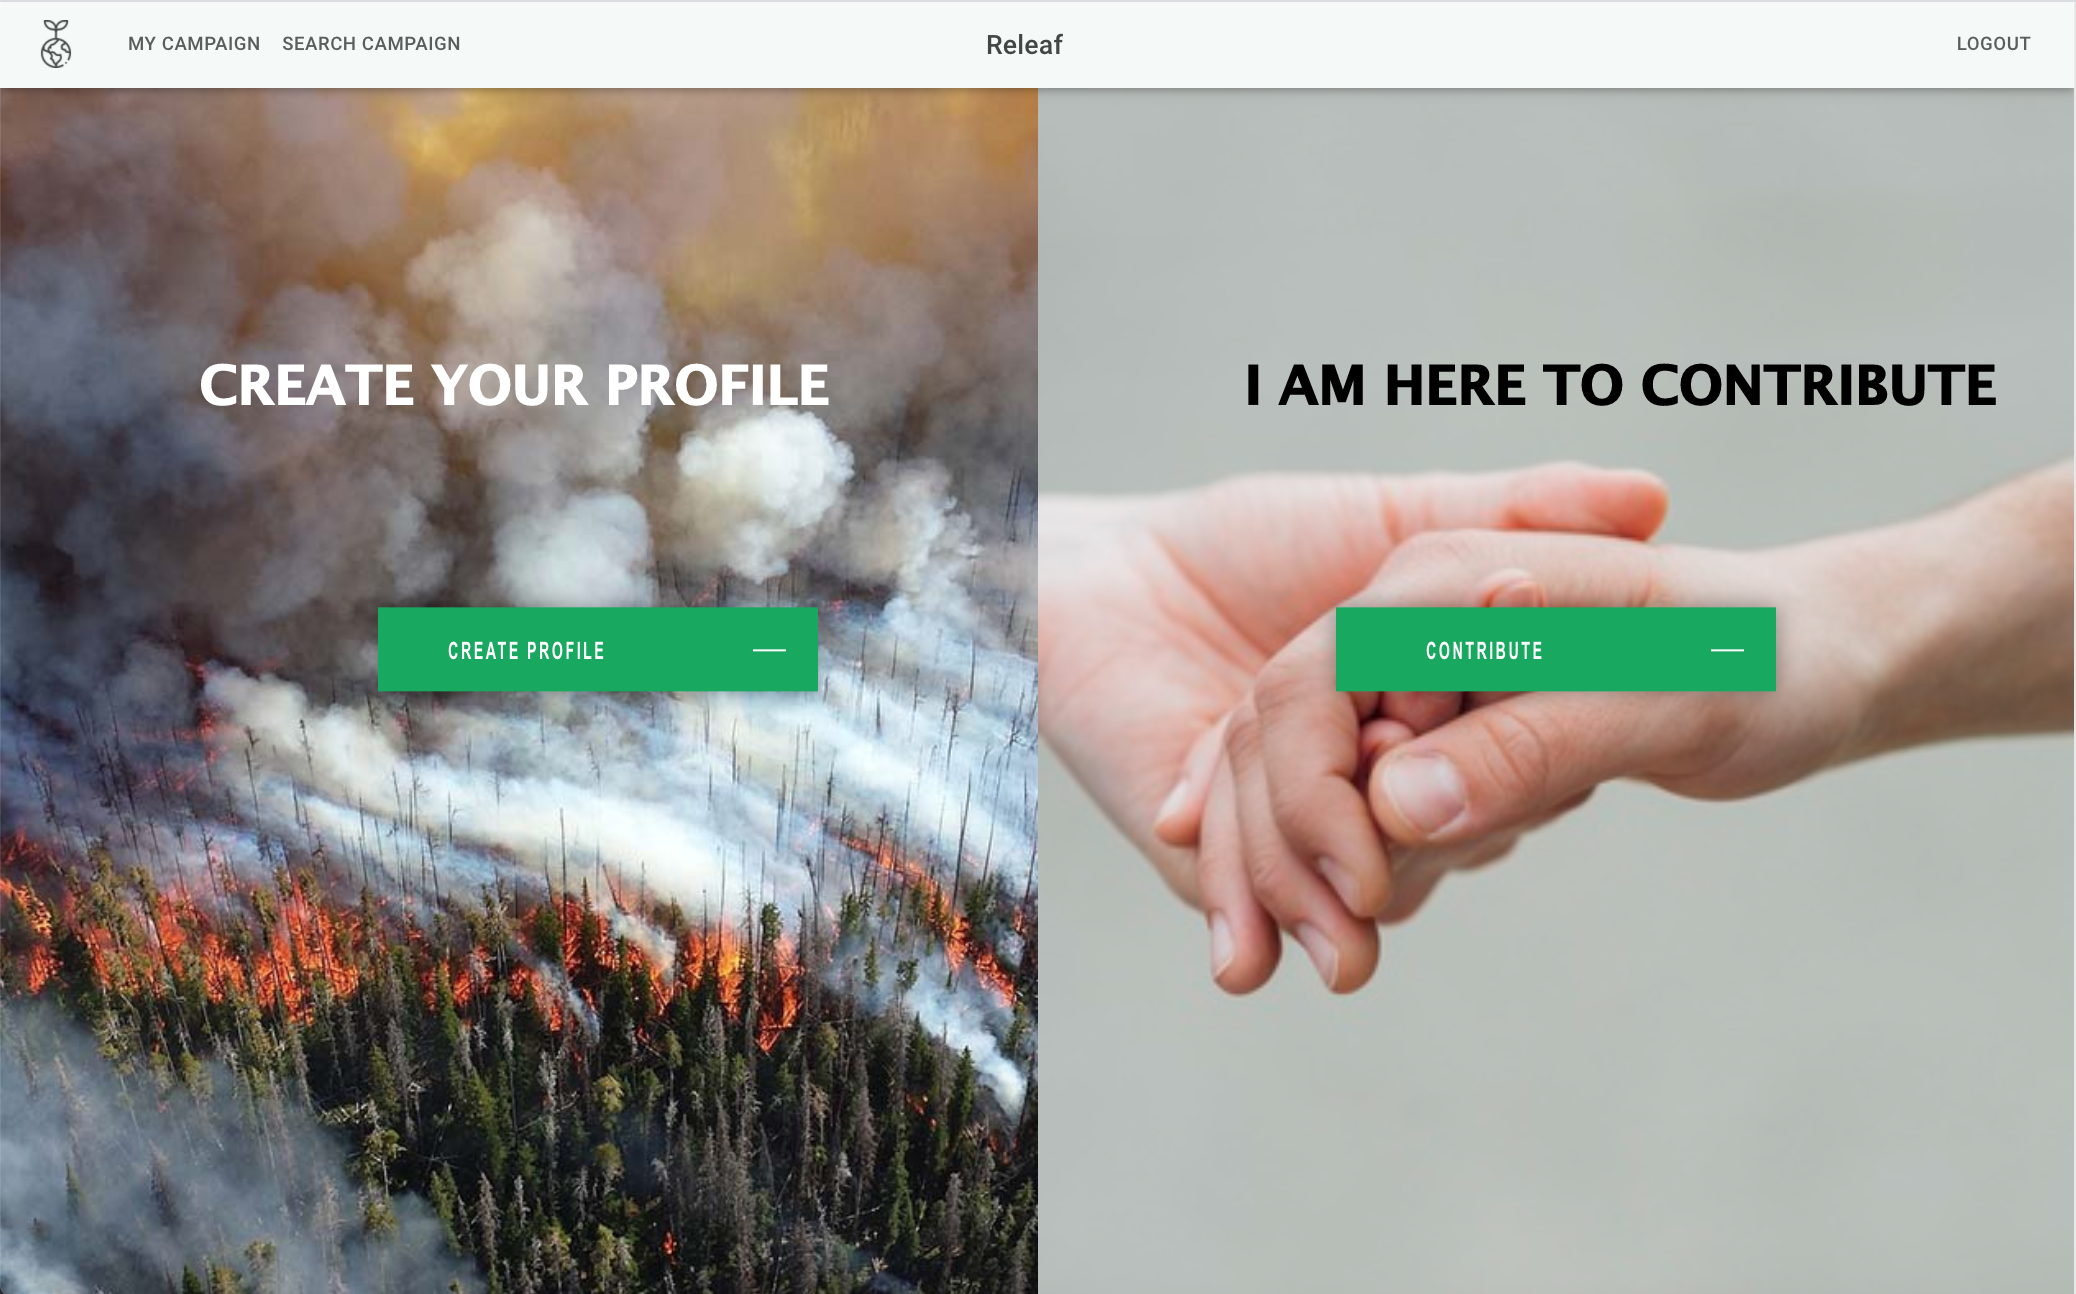 MY CAMPAIGN SEARCH CAMPAIGN Releaf LOGOUT
CREATE YOUR PROFILE
CREATE PROFILE
I AM HERE TO CONTRIBUTE
CONTRIBUTE